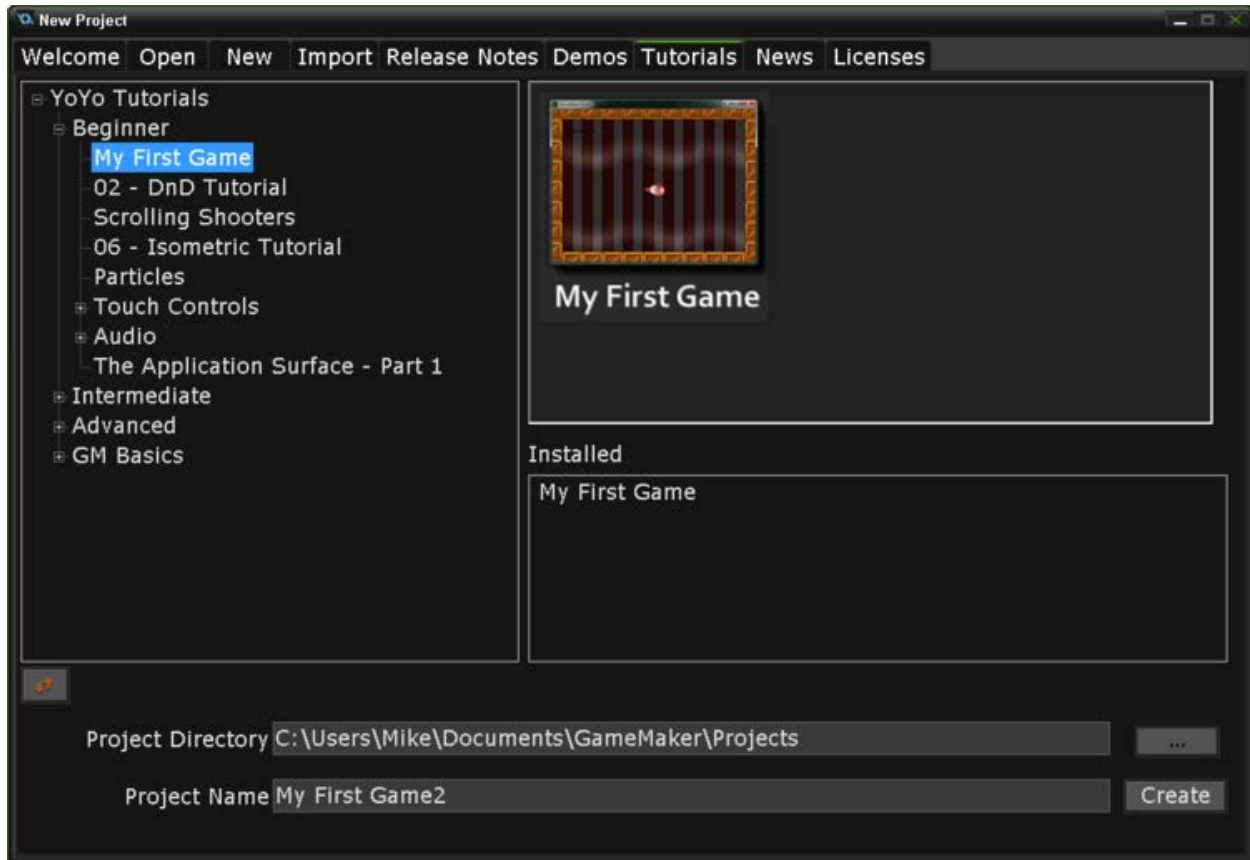 New Project
Welcome Open New Import Release Notes Demos Tutorials News Licenses
YoYo Tutorials
Beginner
My First Game
02 - DnD Tutorial
Scrolling Shooters
06 - Isometric Tutorial
Particles
Touch Controls
Audio
The Application Surface - Part 1
Intermediate
Advanced
GM Basics
My First Game
Installed
My First Game
Project Directory C:\Users\Mike\Documents\GameMaker\Projects ...
Project Name My First Game2 Create